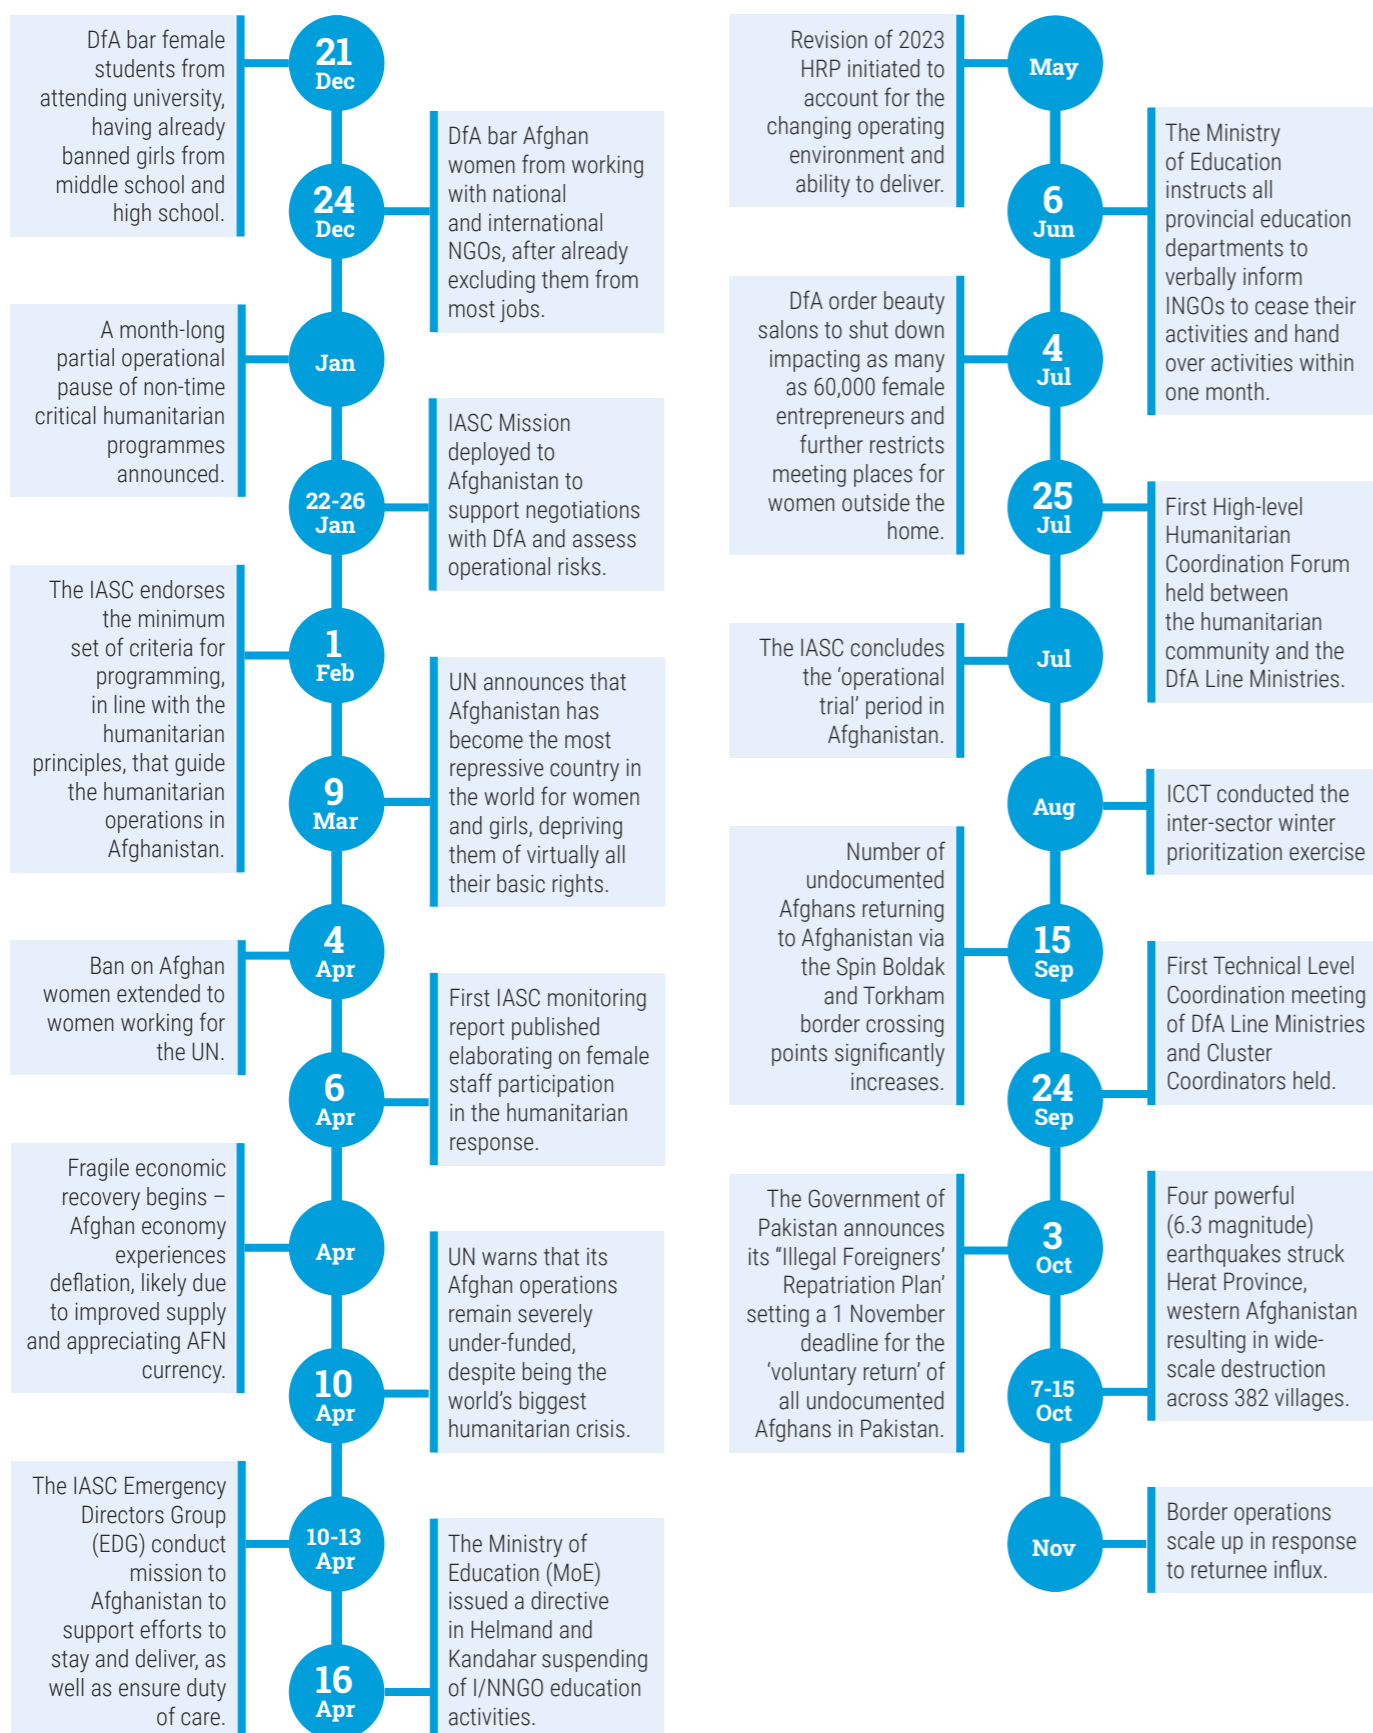 21
Dec
DfA bar female
students from
attending university,
having already
banned girls from
middle school and
high school.
24
Dec
DfA bar Afghan
women from working
with national
and international
NGOs, after already
excluding them from
most jobs.
Jan
A month-long
partial operational
pause of non-time
critical humanitarian
programmes
announced.
22-26
Jan
IASC Mission
deployed to
Afghanistan to
support negotiations
with DfA and assess
operational risks.
1
Feb
The IASC endorses
the minimum
set of criteria for
programming,
in line with the
humanitarian
principles, that guide
the humanitarian
operations in
Afghanistan.
9
Mar
UN announces that
Afghanistan has
become the most
repressive country in
the world for women
and girls, depriving
them of virtually all
their basic rights.
4
Apr
Ban on Afghan
women extended to
women working for
the UN.
6
Apr
First IASC monitoring
report published
elaborating on female
staff participation
in the humanitarian
response.
Apr
Fragile economic
recovery begins –
Afghan economy
experiences
deflation, likely due
to improved supply
and appreciating AFN
currency.
10
Apr
UN warns that its
Afghan operations
remain severely
under-funded,
despite being the
world's biggest
humanitarian crisis.
10-13
Apr
The IASC Emergency
Directors Group
(EDG) conduct
mission to
Afghanistan to
support efforts to
stay and deliver, as
well as ensure duty
of care.
16
Apr
The Ministry of
Education (MoE)
issued a directive
in Helmand and
Kandahar suspending
of I/NNGO education
activities.
May
Revision of 2023
HRP initiated to
account for the
changing operating
environment and
ability to deliver.
6
Jun
The Ministry
of Education
instructs all
provincial education
departments to
verbally inform
INGOs to cease their
activities and hand
over activities within
one month.
4
Jul
DfA order beauty
salons to shut down
impacting as many
as 60,000 female
entrepreneurs and
further restricts
meeting places for
women outside the
home.
25
Jul
First High-level
Humanitarian
Coordination Forum
held between
the humanitarian
community and the
DfA Line Ministries.
Jul
The IASC concludes
the ‘operational
trial’ period in
Afghanistan.
Aug
ICCT conducted the
inter-sector winter
prioritization exercise
15
Sep
Number of
undocumented
Afghans returning
to Afghanistan via
the Spin Boldak
and Torkham
border crossing
points significantly
increases.
24
Sep
First Technical Level
Coordination meeting
of DfA Line Ministries
and Cluster
Coordinators held.
3
Oct
The Government of
Pakistan announces
its “Illegal Foreigners’
Repatriation Plan’
setting a 1 November
deadline for the
‘voluntary return’ of
all undocumented
Afghans in Pakistan.
7-15
Oct
Four powerful
(6.3 magnitude)
earthquakes struck
Herat Province,
western Afghanistan
resulting in wide-
scale destruction
across 382 villages.
Nov
Border operations
scale up in response
to returnee influx.